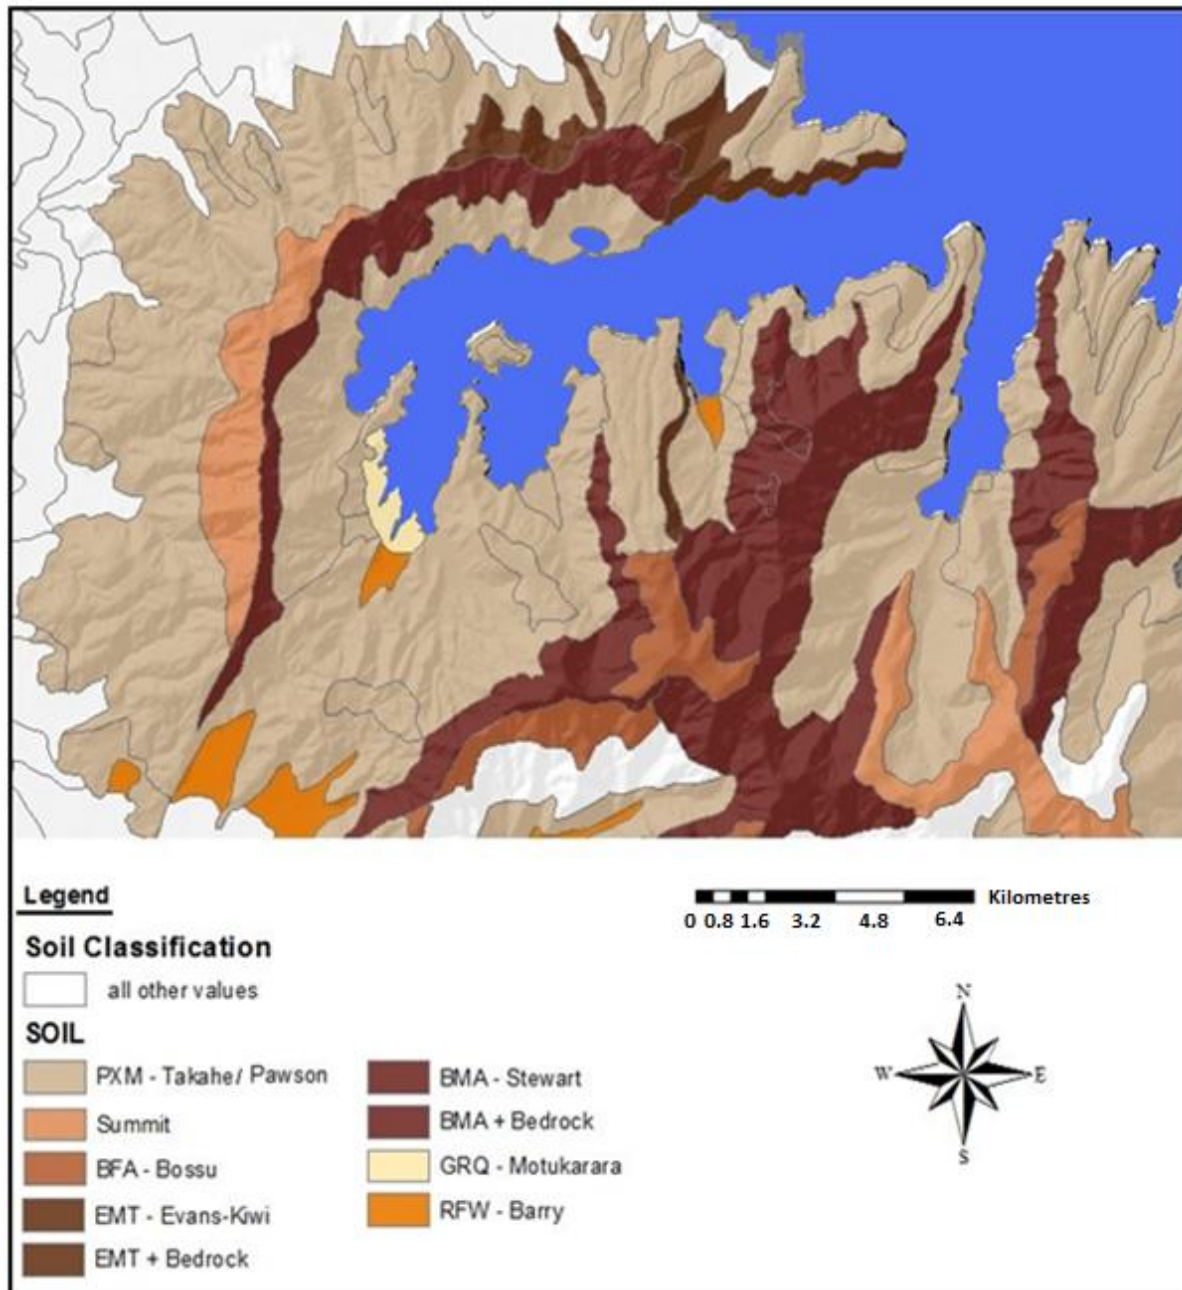 Legend
Kilometres
0 0.8 1.6 3.2 4.8 6.4
Soil Classification
all other values
SOIL
PXM - Takahe/ Pawson
Summit
BFA - Bossu
EMT - Evans-Kiwi
EMT + Bedrock
BMA - Stewart
BMA + Bedrock
GRQ - Motukarara
RFW - Barry
N
W E
S